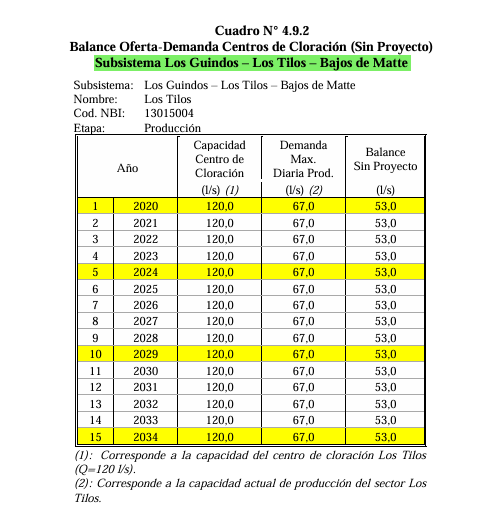 Cuadro N° 4.9.2
Balance Oferta-Demanda Centros de Cloración (Sin Proyecto)
Subsistema Los Guindos – Los Tilos – Bajos de Matte
Subsistema: Los Guindos – Los Tilos – Bajos de Matte
Nombre: Los Tilos
Cod. NBI: 13015004
Etapa: Producción
Año Capacidad Centro de Cloración Demanda Max. Diaria Prod. Balance Sin Proyecto
(l/s) (1) (l/s) (2) (l/s)
1 2020 120,0 67,0 53,0
2 2021 120,0 67,0 53,0
3 2022 120,0 67,0 53,0
4 2023 120,0 67,0 53,0
5 2024 120,0 67,0 53,0
6 2025 120,0 67,0 53,0
7 2026 120,0 67,0 53,0
8 2027 120,0 67,0 53,0
9 2028 120,0 67,0 53,0
10 2029 120,0 67,0 53,0
11 2030 120,0 67,0 53,0
12 2031 120,0 67,0 53,0
13 2032 120,0 67,0 53,0
14 2033 120,0 67,0 53,0
15 2034 120,0 67,0 53,0
(1): Corresponde a la capacidad del centro de cloración Los Tilos
(Q=120 l/s).
(2): Corresponde a la capacidad actual de producción del sector Los
Tilos.